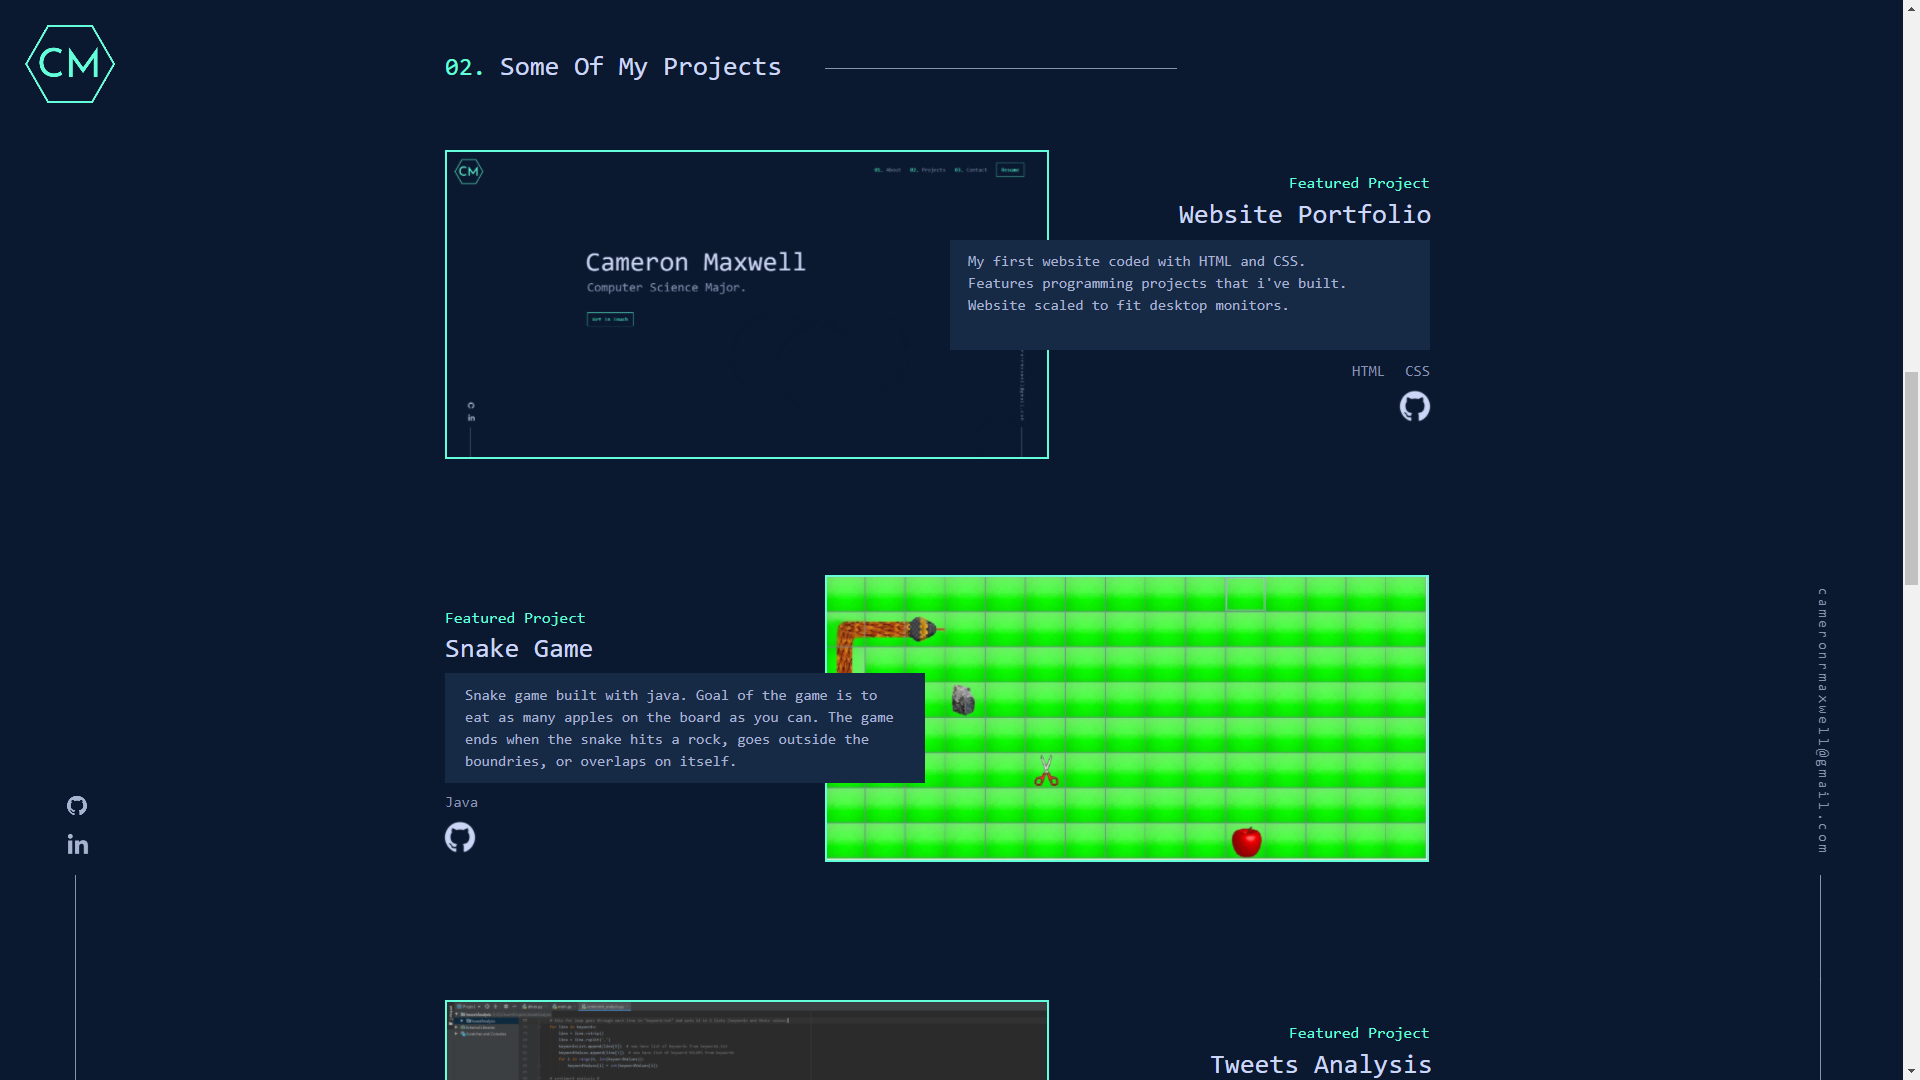 CM
02. Some Of My Projects
CM
01. About 02. Projects 03. Contact Resume
Cameron Maxwell
Computer Science Major.
Get in touch
in
Featured Project
Website Portfolio
My first website coded with HTML and CSS.
Features programming projects that i've built.
Website scaled to fit desktop monitors.
HTML CSS
Featured Project
Snake Game
Snake game built with java. Goal of the game is to
eat as many apples on the board as you can. The game
ends when the snake hits a rock, goes outside the
boundries, or overlaps on itself.
Java
in
cameronrmaxwell@gmail.com
Featured Project
Tweets Analysis